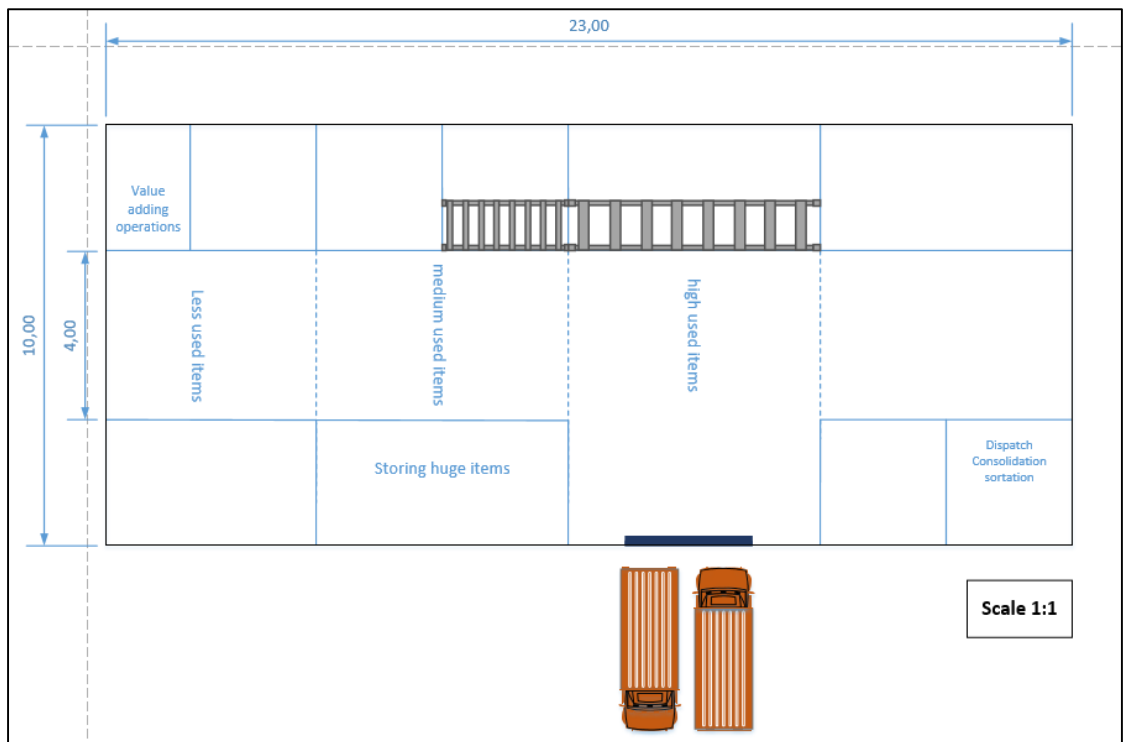 23,00
Value
adding
operations
10,00
4,00
Less used items
medium used items
high used items
Storing huge items
Dispatch
Consolidation
sortation
Scale 1:1